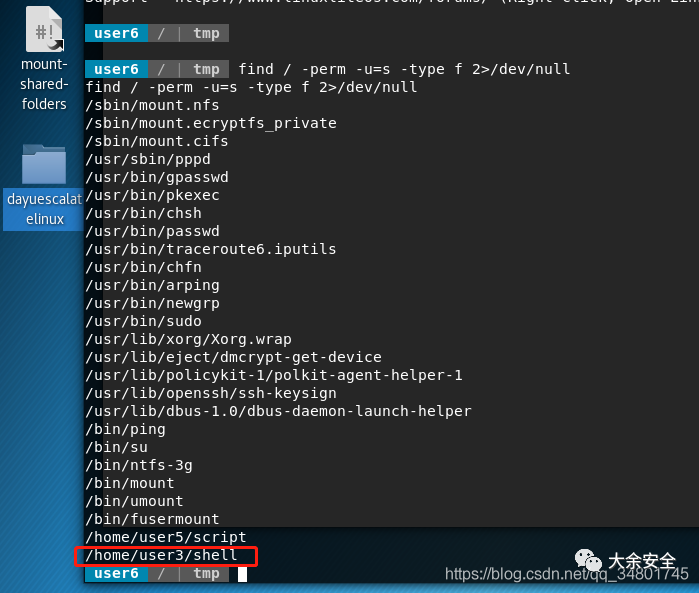 mount-
shared-
folders
dayuescalat
elinux
user6 / | tmp
user6 / | tmp find / -perm -u=s -type f 2>/dev/null
find / -perm -u=s -type f 2>/dev/null
/sbin/mount.nfs
/sbin/mount.ecryptfs_private
/sbin/mount.cifs
/usr/sbin/pppd
/usr/bin/gpasswd
/usr/bin/pkexec
/usr/bin/chsh
/usr/bin/passwd
/usr/bin/traceroute6.iputils
/usr/bin/chfn
/usr/bin/arping
/usr/bin/newgrp
/usr/bin/sudo
/usr/lib/xorg/Xorg.wrap
/usr/lib/eject/dmcrypt-get-device
/usr/lib/policykit-1/polkit-agent-helper-1
/usr/lib/openssh/ssh-keysign
/usr/lib/dbus-1.0/dbus-daemon-launch-helper
/bin/ping
/bin/su
/bin/ntfs-3g
/bin/mount
/bin/umount
/bin/fusermount
/home/user5/script
/home/user3/shell
user6 / | tmp
大余安全
https://blog.csdn.net/qq_34801745